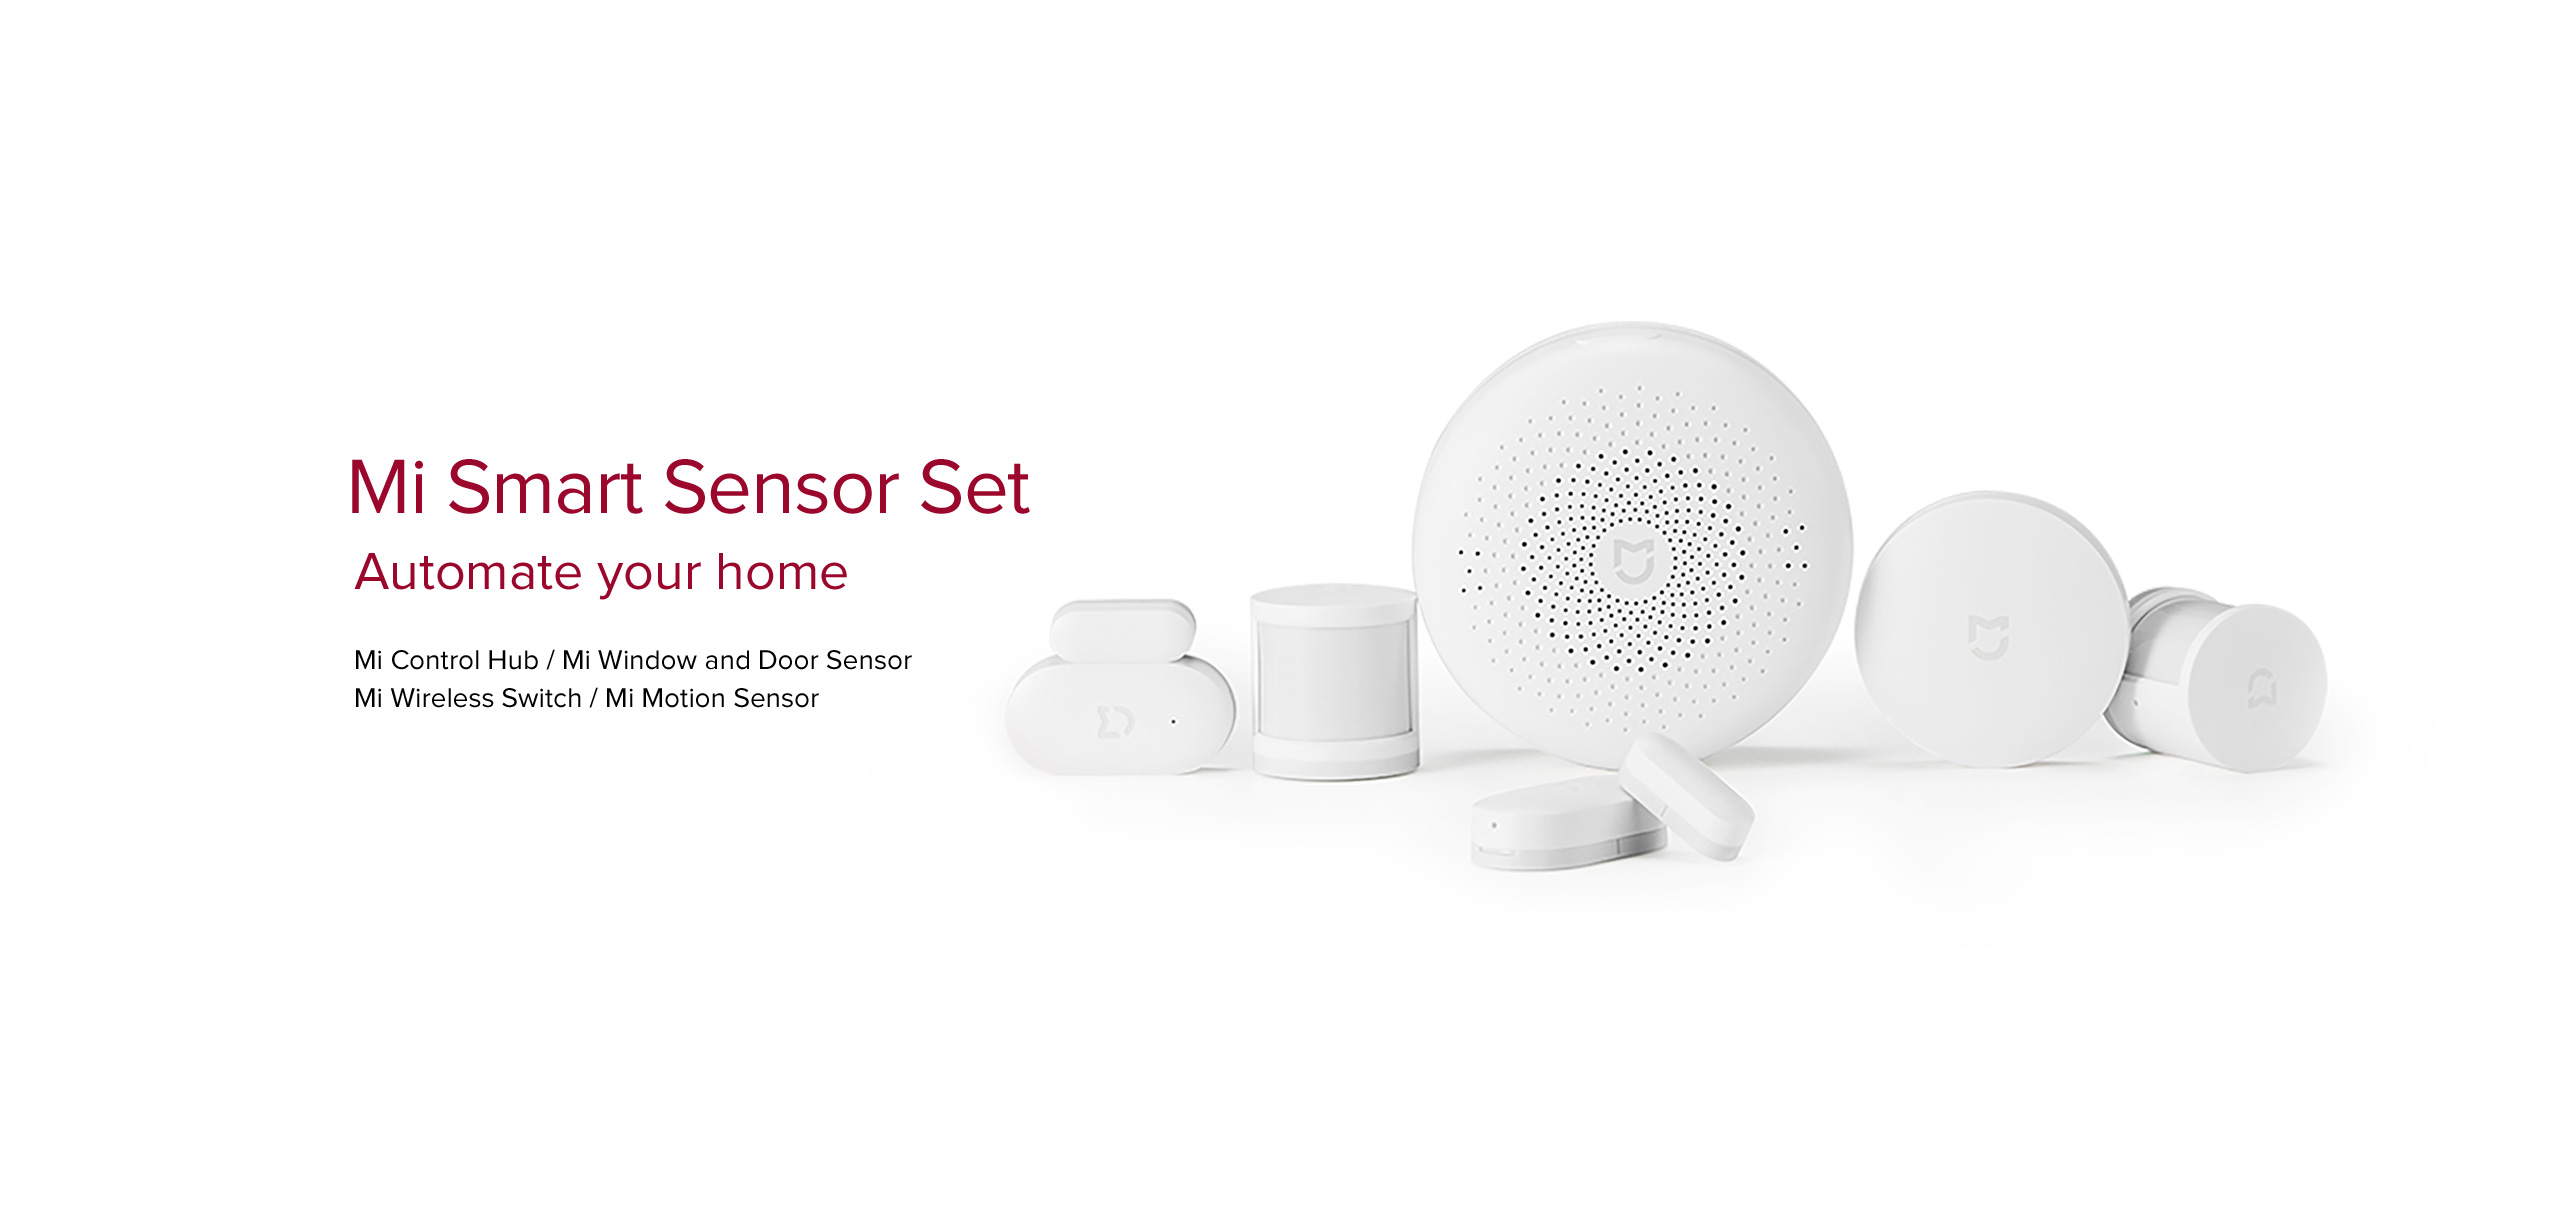 Mi Smart Sensor Set
Automate your home
Mi Control Hub / Mi Window and Door Sensor
Mi Wireless Switch / Mi Motion Sensor